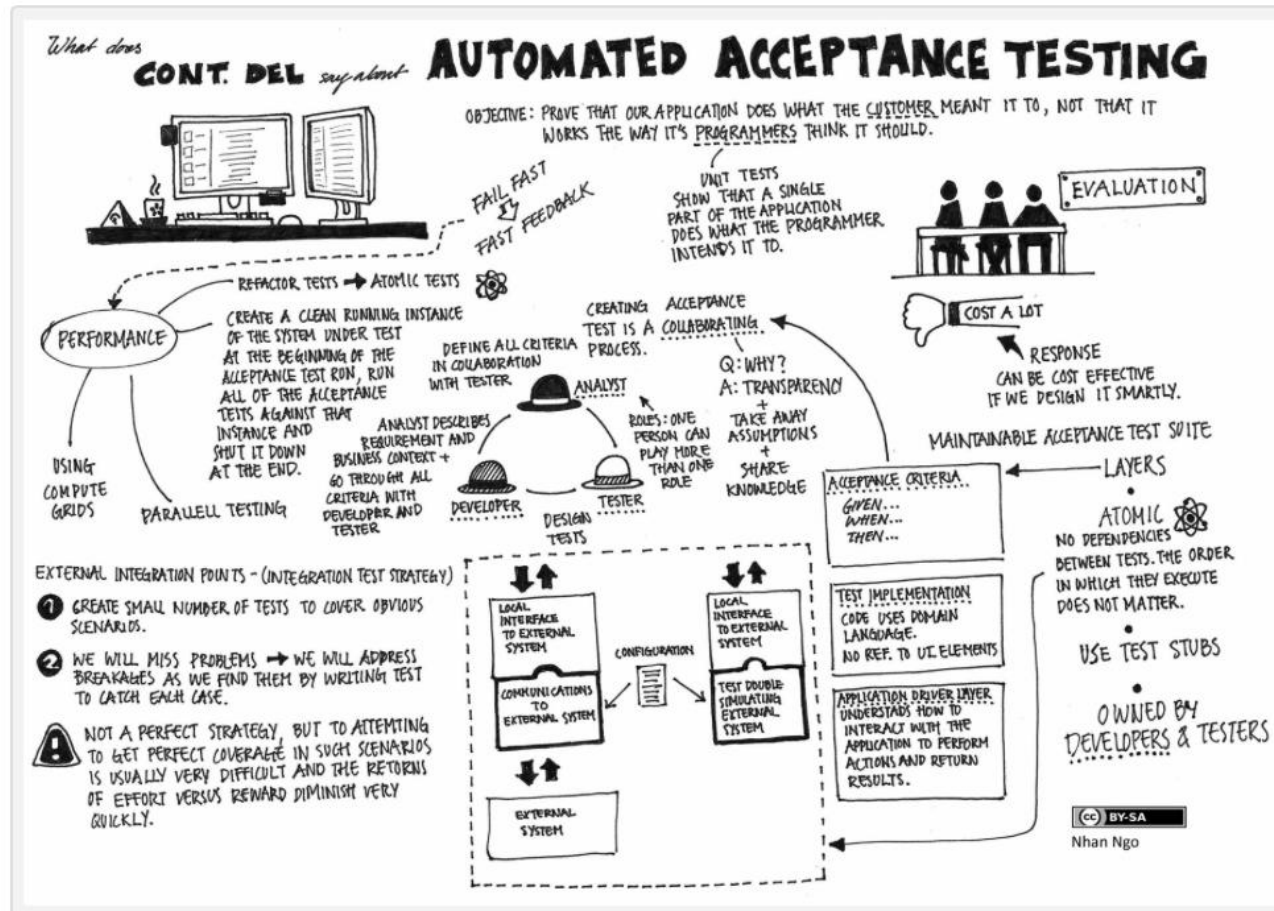 What does
CONT. DEL say about AUTOMATED ACCEPTANCE TESTING
OBJECTIVE: PROVE THAT OUR APPLICATION DOES WHAT THE CUSTOMER MEANT IT TO, NOT THAT IT
WORKS THE WAY IT'S PROGRAMMERS THINK IT SHOULD.
UNIT TESTS
SHOW THAT A SINGLE
PART OF THE APPLICATION
DOES WHAT THE PROGRAMMER
INTENDS IT TO.
EVALUATION
COST A LOT
RESPONSE
CAN BE COST EFFECTIVE
IF WE DESIGN IT SMARTLY.
FAIL FAST
FAST FEEDBACK
PERFORMANCE
REFACTOR TESTS → ATOMIC TESTS
CREATE A CLEAN RUNNING INSTANCE
OF THE SYSTEM UNDER TEST
AT THE BEGINNING OF THE
ACCEPTANCE TEST RUN, RUN
ALL OF THE ACCEPTANCE
TESTS AGAINST THAT
INSTANCE AND
SHUT IT DOWN
AT THE END.
USING
COMPUTE
GRIDS
PARALLELL TESTING
CREATING ACCEPTANCE
TEST IS A COLLABORATING
PROCESS.
Q: WHY?
A: TRANSPARENCY
+
TAKE AWAY
ASSUMPTIONS
+
SHARE
KNOWLEDGE
DEFINE ALL CRITERIA
IN COLLABORATION
WITH TESTER
ANALYST
ROLES: ONE
PERSON CAN
PLAY MORE
THAN ONE
ROLE
ANALYST DESCRIBES
REQUIREMENT AND
BUSINESS CONTEXT +
GO THROUGH ALL
CRITERIA WITH
DEVELOPER AND
TESTER
DEVELOPER
TESTER
DESIGN
TESTS
MAINTAINABLE ACCEPTANCE TEST SUITE
LAYERS
•
ATOMIC
NO DEPENDENCIES
BETWEEN TESTS. THE ORDER
IN WHICH THEY EXECUTE
DOES NOT MATTER.
•
USE TEST STUBS
•
OWNED BY
DEVELOPERS & TESTERS
ACCEPTANCE CRITERIA
GIVEN...
WHEN...
THEN...
TEST IMPLEMENTATION
CODE USES DOMAIN
LANGUAGE.
NO REF. TO UI ELEMENTS
APPLICATION DRIVER LAYER
UNDERSTADS HOW TO
INTERACT WITH THE
APPLICATION TO PERFORM
ACTIONS AND RETURN
RESULTS.
EXTERNAL INTEGRATION POINTS - (INTEGRATION TEST STRATEGY)
1 CREATE SMALL NUMBER OF TESTS TO COVER OBVIOUS
SCENARIOS.
2 WE WILL MISS PROBLEMS → WE WILL ADDRESS
BREAKAGES AS WE FIND THEM BY WRITING TEST
TO CATCH EACH CASE.
! NOT A PERFECT STRATEGY, BUT TO ATTEMTING
TO GET PERFECT COVERAGE IN SUCH SCENARIOS
IS USUALLY VERY DIFFICULT AND THE RETURNS
OF EFFORT VERSUS REWARD DIMINISH VERY
QUICKLY.
LOCAL
INTERFACE
TO EXTERNAL
SYSTEM
COMMUNICATIONS
TO
EXTERNAL SYSTEM
EXTERNAL
SYSTEM
CONFIGURATION
LOCAL
INTERFACE
TO EXTERNAL
SYSTEM
TEST DOUBLE
SIMULATING
EXTERNAL
SYSTEM
cc BY-SA
Nhan Ngo